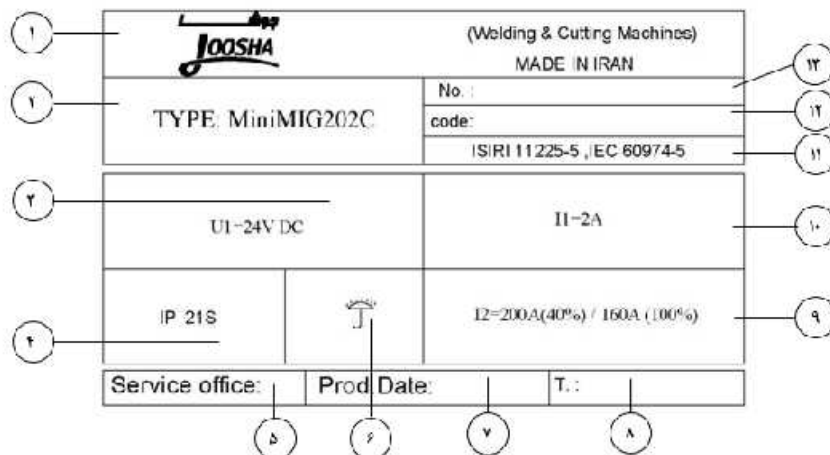 جوشا
JOOSHA
(Welding & Cutting Machines)
MADE IN IRAN
TYPE: MiniMIG202C
No. :
code:
ISIRI 11225-5 ,IEC 60974-5
U1=24V DC
I1=2A
IP 21S
I2=200A(40%) / 160A (100%)
Service office:
Prod.Date:
T. :
۱
۲
۳
۴
۵
۶
۷
۸
۹
۱۰
۱۱
۱۲
۱۳